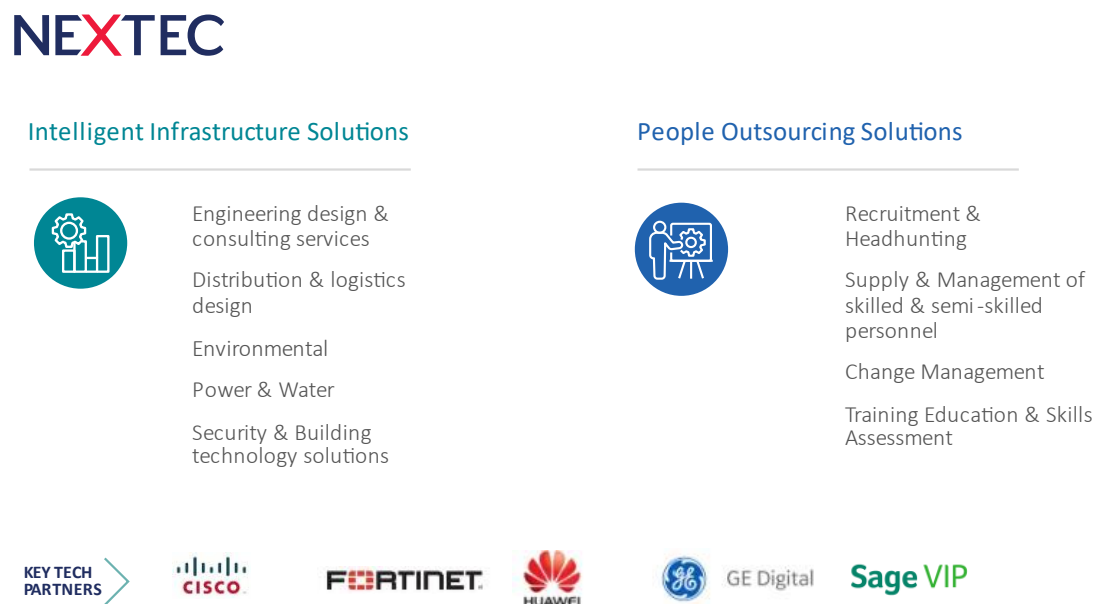 NEXTEC
Intelligent Infrastructure Solutions
Engineering design &
consulting services
Distribution & logistics
design
Environmental
Power & Water
Security & Building
technology solutions
People Outsourcing Solutions
Recruitment &
Headhunting
Supply & Management of
skilled & semi-skilled
personnel
Change Management
Training Education & Skills
Assessment
KEY TECH
PARTNERS
CISCO
FORTINET
HUAWEI
GE Digital
Sage VIP